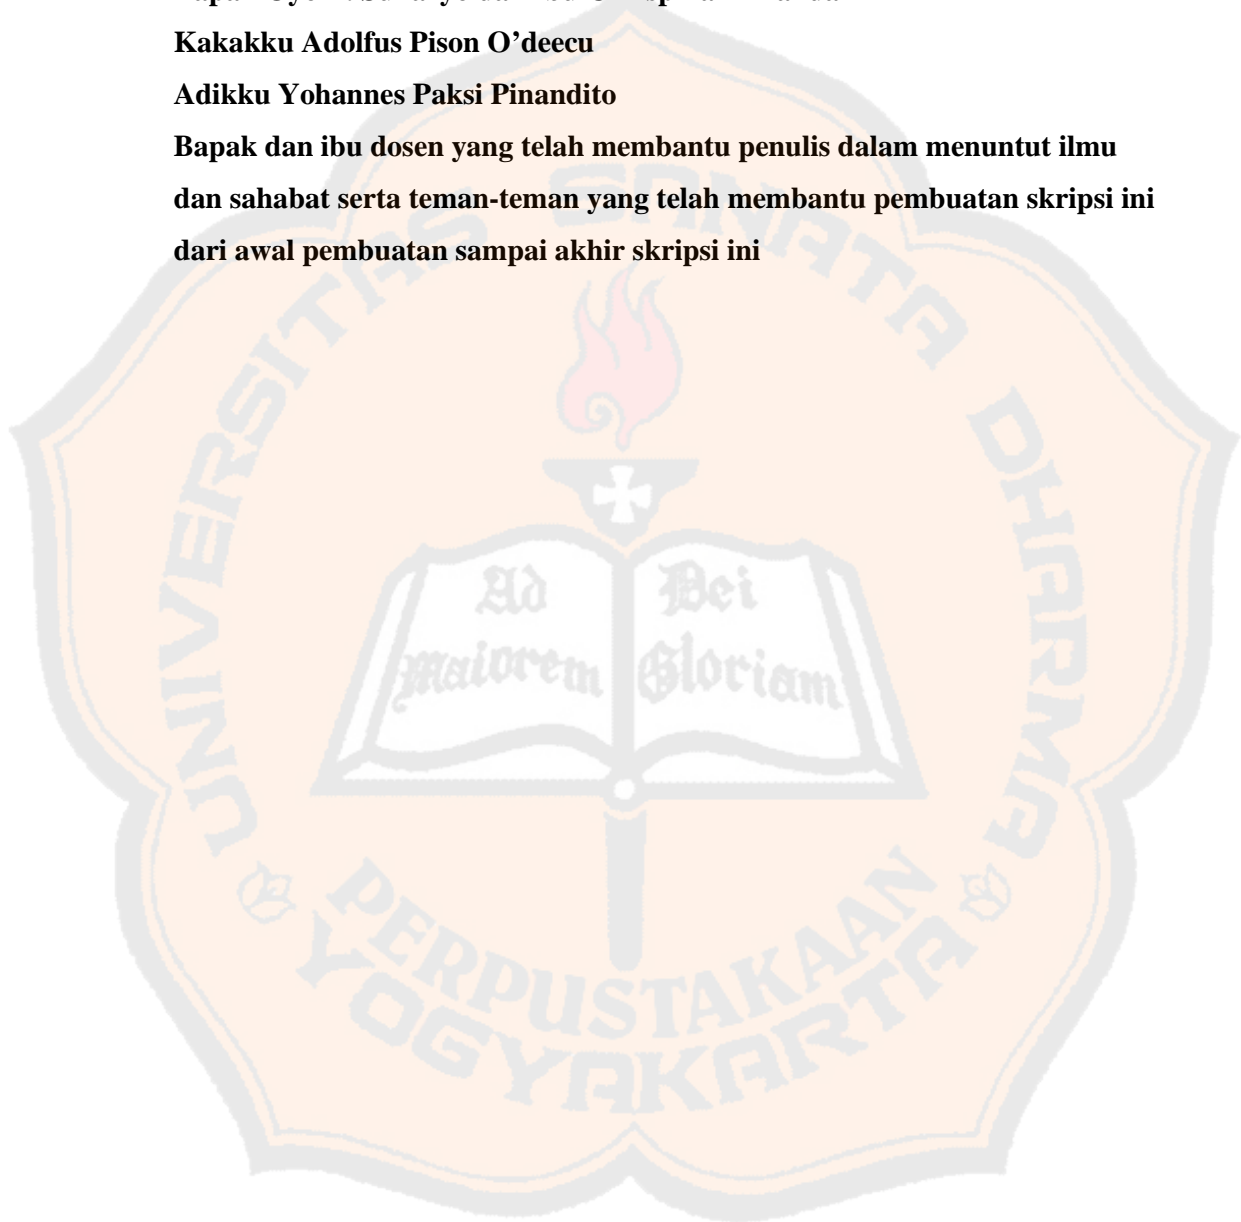 Kakakku Adolfus Pison O’deecu
Adikku Yohannes Paksi Pinandito
Bapak dan ibu dosen yang telah membantu penulis dalam menuntut ilmu
dan sahabat serta teman-teman yang telah membantu pembuatan skripsi ini
dari awal pembuatan sampai akhir skripsi ini
UNIVERSITAS SANATA DHARMA
Ad Dei
Maiorem Gloriam
PERPUSTAKAAN
YOGYAKARTA